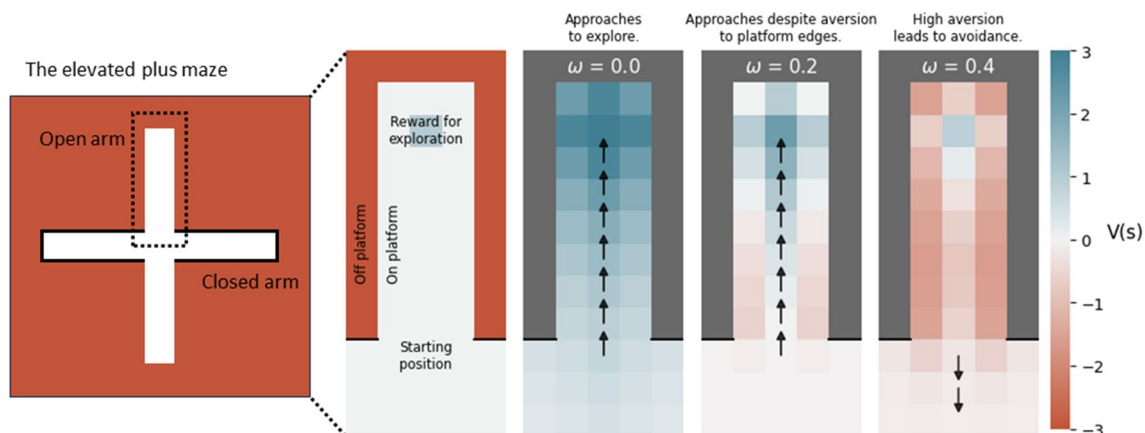 Approaches
to explore.
Approaches despite aversion
to platform edges.
High aversion
leads to avoidance.
The elevated plus maze
ω = 0.0
ω = 0.2
ω = 0.4
Open arm
Closed arm
Reward for
exploration
Off platform
On platform
Starting
position
3
2
1
0
−1
−2
−3
V(s)